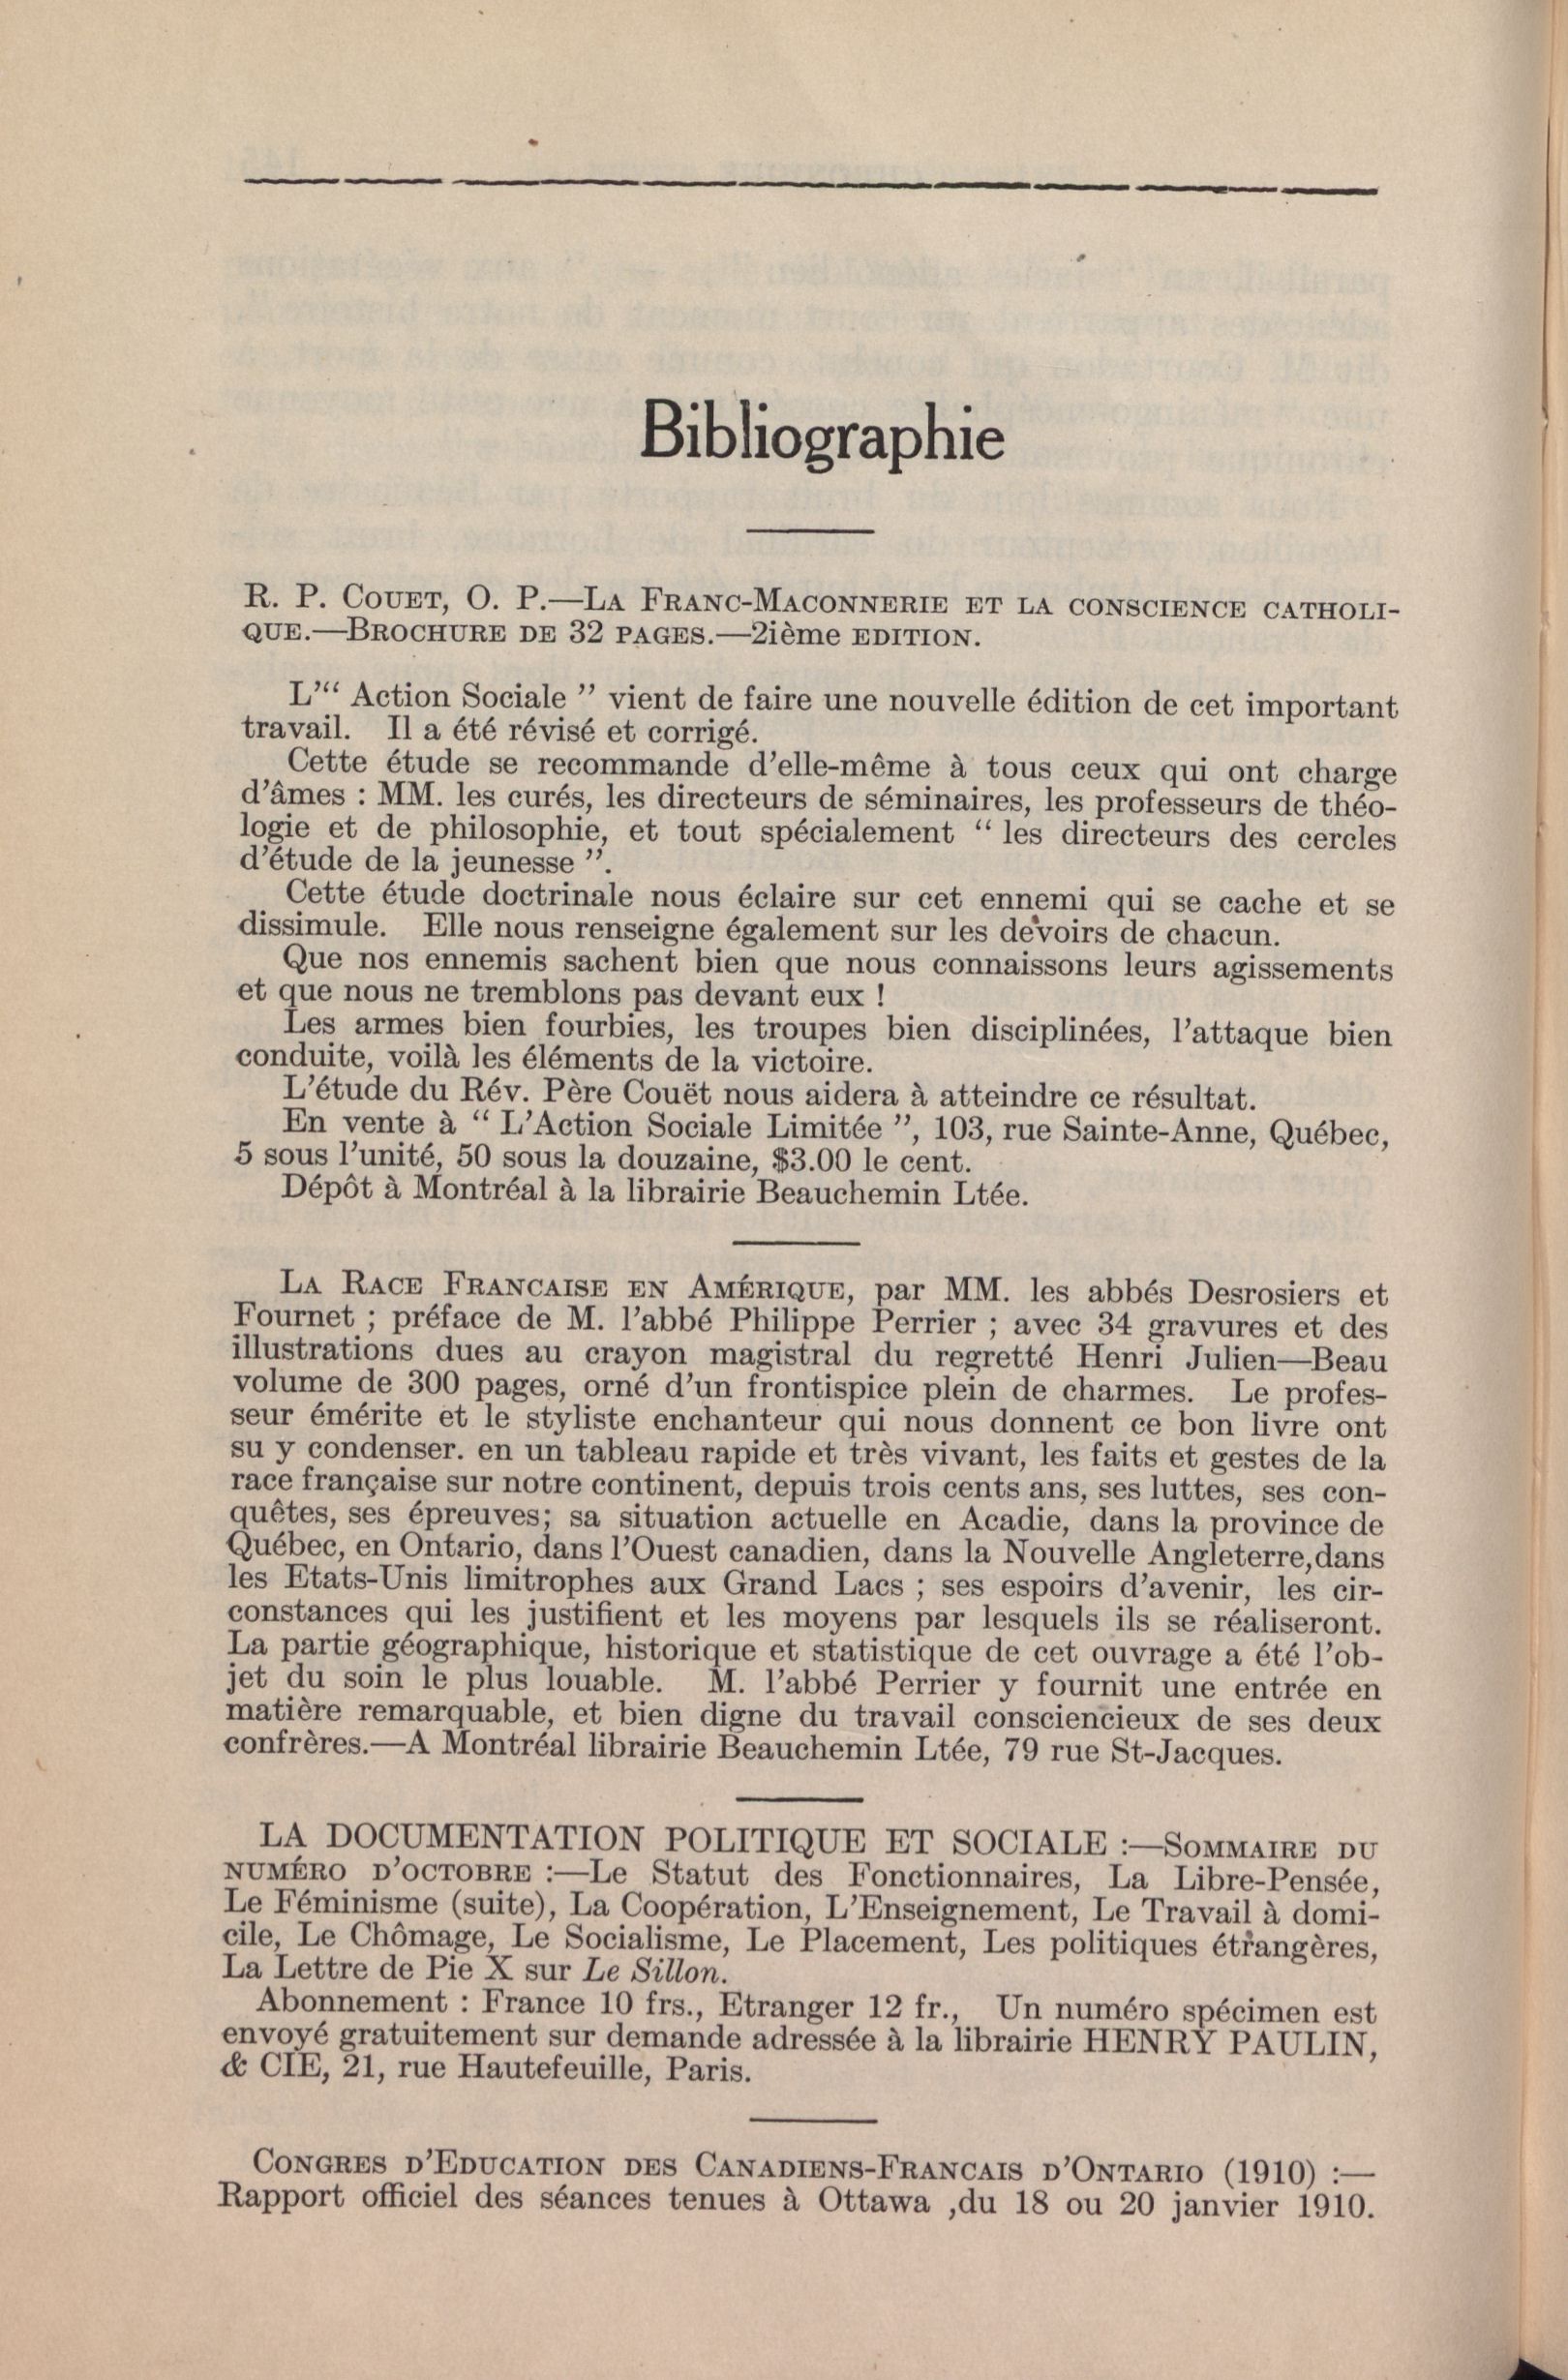 Bibliographie
R. P. COUET, O. P.—LA FRANC-MACONNERIE ET LA CONSCIENCE CATHOLI-
QUE.—BROCHURE DE 32 PAGES.—2ième EDITION.
L'“ Action Sociale ” vient de faire une nouvelle édition de cet important
travail. Il a été révisé et corrigé.
Cette étude se recommande d'elle-même à tous ceux qui ont charge
d'âmes : MM. les curés, les directeurs de séminaires, les professeurs de théo-
logie et de philosophie, et tout spécialement “ les directeurs des cercles
d'étude de la jeunesse ”.
Cette étude doctrinale nous éclaire sur cet ennemi qui se cache et se
dissimule. Elle nous renseigne également sur les devoirs de chacun.
Que nos ennemis sachent bien que nous connaissons leurs agissements
et que nous ne tremblons pas devant eux !
Les armes bien fourbies, les troupes bien disciplinées, l'attaque bien
conduite, voilà les éléments de la victoire.
L'étude du Rév. Père Couët nous aidera à atteindre ce résultat.
En vente à “ L'Action Sociale Limitée ”, 103, rue Sainte-Anne, Québec,
5 sous l'unité, 50 sous la douzaine, $3.00 le cent.
Dépôt à Montréal à la librairie Beauchemin Ltée.
LA RACE FRANCAISE EN AMÉRIQUE, par MM. les abbés Desrosiers et
Fournet ; préface de M. l'abbé Philippe Perrier ; avec 34 gravures et des
illustrations dues au crayon magistral du regretté Henri Julien—Beau
volume de 300 pages, orné d'un frontispice plein de charmes. Le profes-
seur émérite et le styliste enchanteur qui nous donnent ce bon livre ont
su y condenser. en un tableau rapide et très vivant, les faits et gestes de la
race française sur notre continent, depuis trois cents ans, ses luttes, ses con-
quêtes, ses épreuves; sa situation actuelle en Acadie, dans la province de
Québec, en Ontario, dans l'Ouest canadien, dans la Nouvelle Angleterre,dans
les Etats-Unis limitrophes aux Grand Lacs ; ses espoirs d'avenir, les cir-
constances qui les justifient et les moyens par lesquels ils se réaliseront.
La partie géographique, historique et statistique de cet ouvrage a été l'ob-
jet du soin le plus louable. M. l'abbé Perrier y fournit une entrée en
matière remarquable, et bien digne du travail consciencieux de ses deux
confrères.—A Montréal librairie Beauchemin Ltée, 79 rue St-Jacques.
LA DOCUMENTATION POLITIQUE ET SOCIALE :—SOMMAIRE DU
NUMÉRO D'OCTOBRE :—Le Statut des Fonctionnaires, La Libre-Pensée,
Le Féminisme (suite), La Coopération, L'Enseignement, Le Travail à domi-
cile, Le Chômage, Le Socialisme, Le Placement, Les politiques étrangères,
La Lettre de Pie X sur Le Sillon.
Abonnement : France 10 frs., Etranger 12 fr., Un numéro spécimen est
envoyé gratuitement sur demande adressée à la librairie HENRY PAULIN,
& CIE, 21, rue Hautefeuille, Paris.
CONGRES D'EDUCATION DES CANADIENS-FRANCAIS D'ONTARIO (1910) :—
Rapport officiel des séances tenues à Ottawa ,du 18 ou 20 janvier 1910.